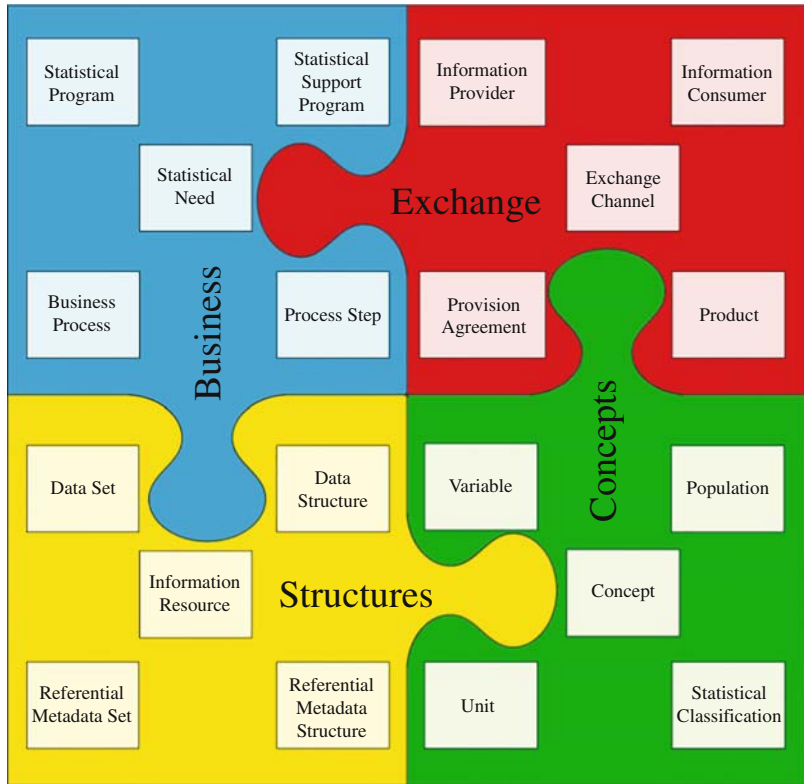 Statistical
Program
Statistical
Support
Program
Statistical
Need
Business
Process
Process Step
Business
Information
Provider
Information
Consumer
Exchange
Channel
Exchange
Provision
Agreement
Product
Data Set
Data
Structure
Information
Resource
Structures
Referential
Metadata Set
Referential
Metadata
Structure
Concepts
Variable
Population
Concept
Unit
Statistical
Classification